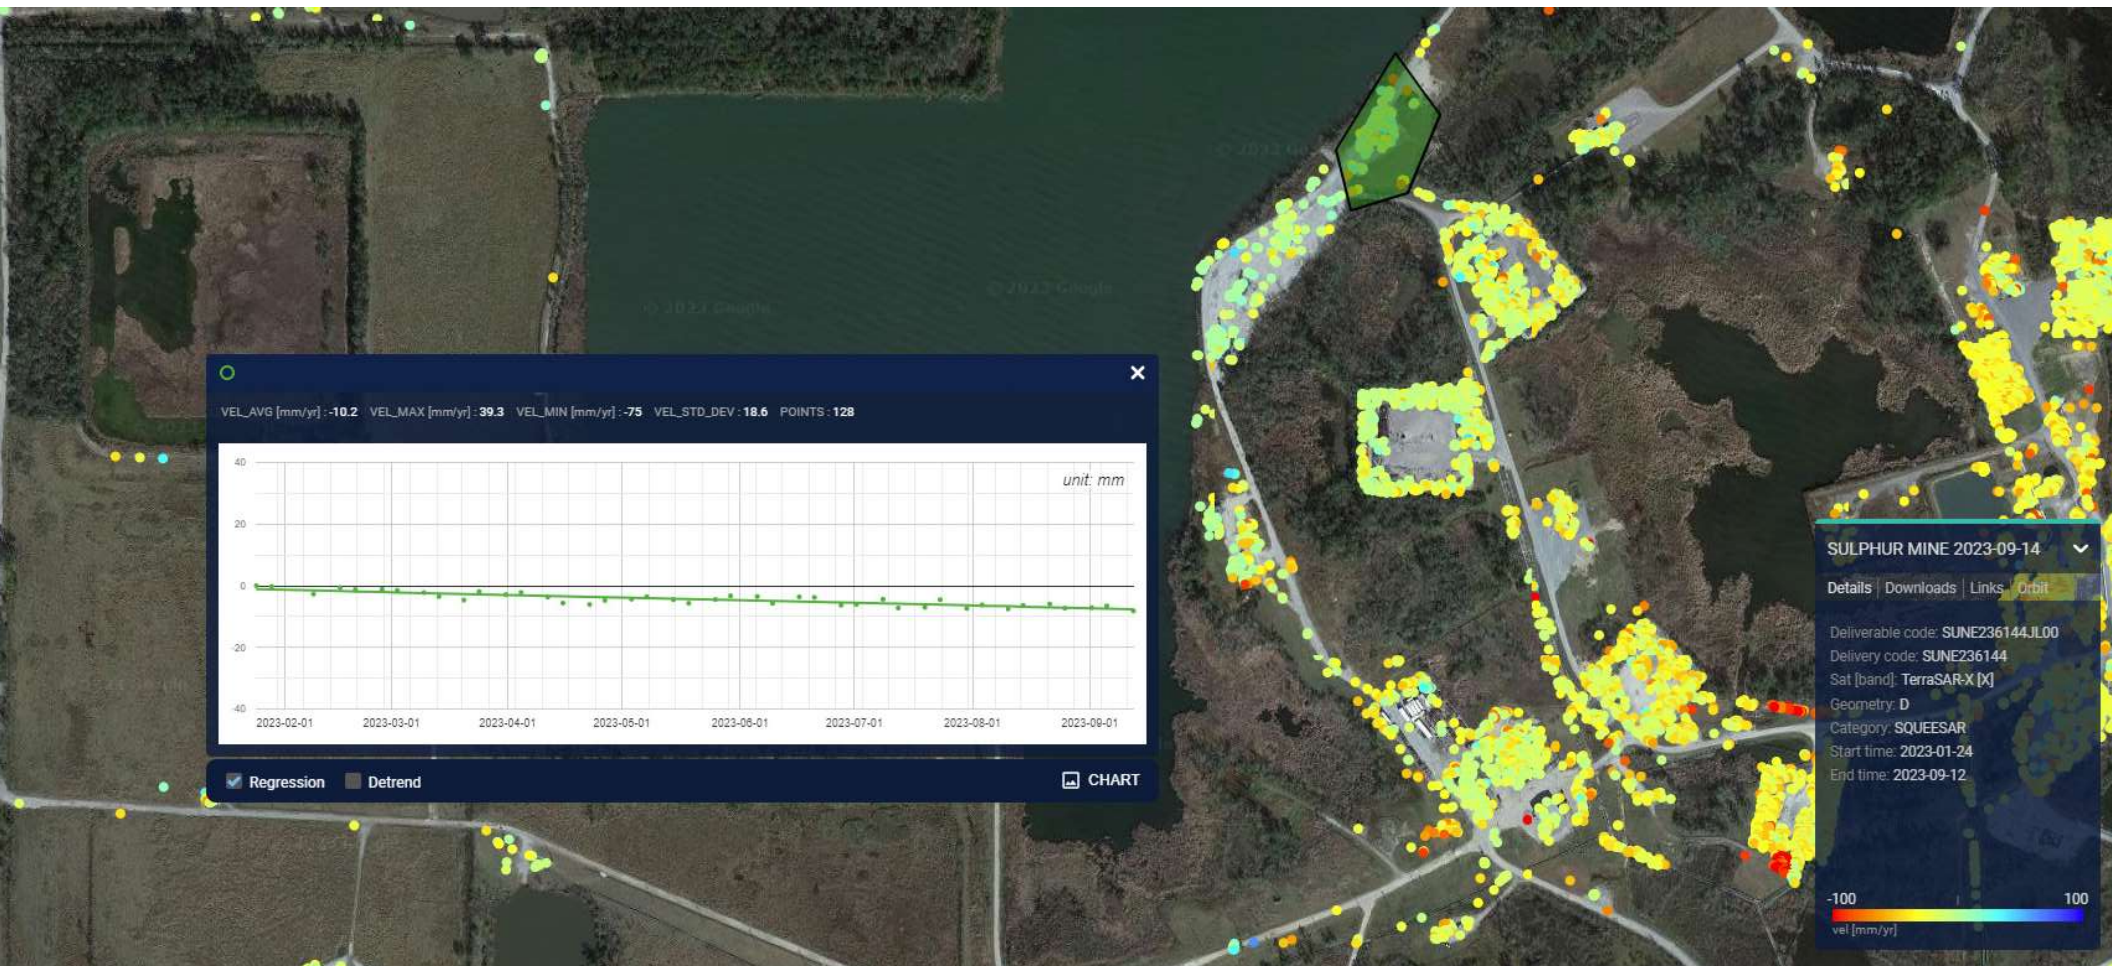 © 2022 Google
© 2022 Google
VEL_AVG [mm/yr] : -10.2 VEL_MAX [mm/yr] : 39.3 VEL_MIN [mm/yr] : -75 VEL_STD_DEV : 18.6 POINTS : 128
unit: mm
40
20
0
-20
-40
2023-02-01 2023-03-01 2023-04-01 2023-05-01 2023-06-01 2023-07-01 2023-08-01 2023-09-01
Regression Detrend CHART
SULPHUR MINE 2023-09-14
Details | Downloads | Links | Orbit
Deliverable code: SUNE236144JL00
Delivery code: SUNE236144
Sat [band]: TerraSAR-X [X]
Geometry: D
Category: SQUEESAR
Start time: 2023-01-24
End time: 2023-09-12
-100 100
vel [mm/yr]